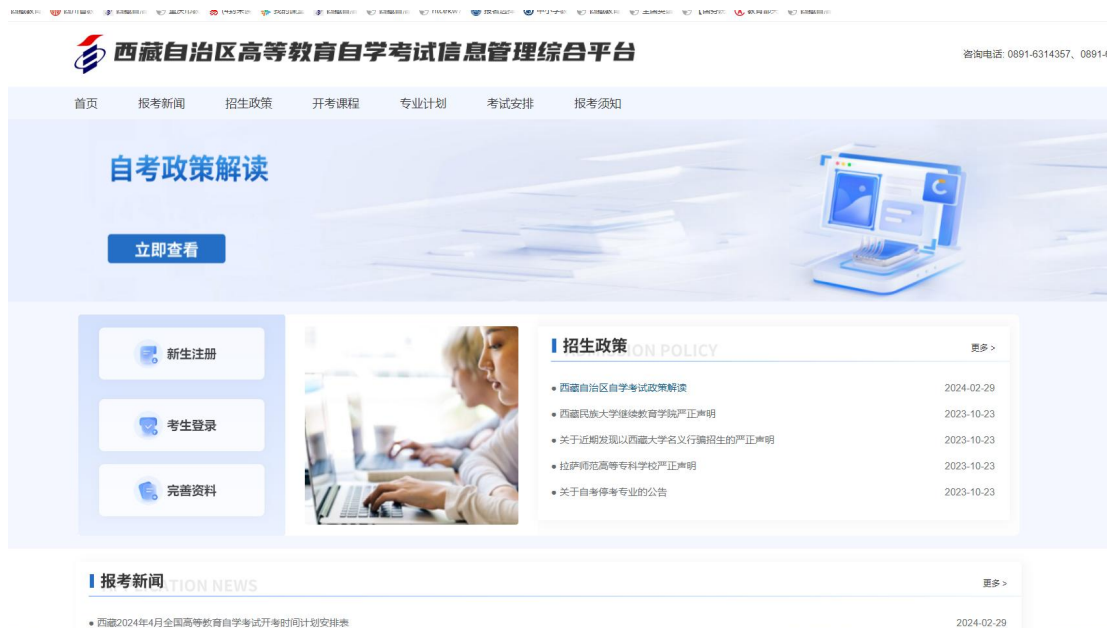 西藏自治区高等教育自学考试信息管理综合平台
咨询电话: 0891-6314357、0891-6
首页 报考新闻 招生政策 开考课程 专业计划 考试安排 报考须知
自考政策解读
立即查看
新生注册
考生登录
完善资料
招生政策 ION POLICY 更多 >
西藏自治区自学考试政策解读 2024-02-29
西藏民族大学继续教育学院严正声明 2023-10-23
关于近期发现以西藏大学名义行骗招生的严正声明 2023-10-23
拉萨师范高等专科学校严正声明 2023-10-23
关于自考停考专业的公告 2023-10-23
报考新闻 TION NEWS 更多 >
西藏2024年4月全国高等教育自学考试开考时间计划安排表 2024-02-29